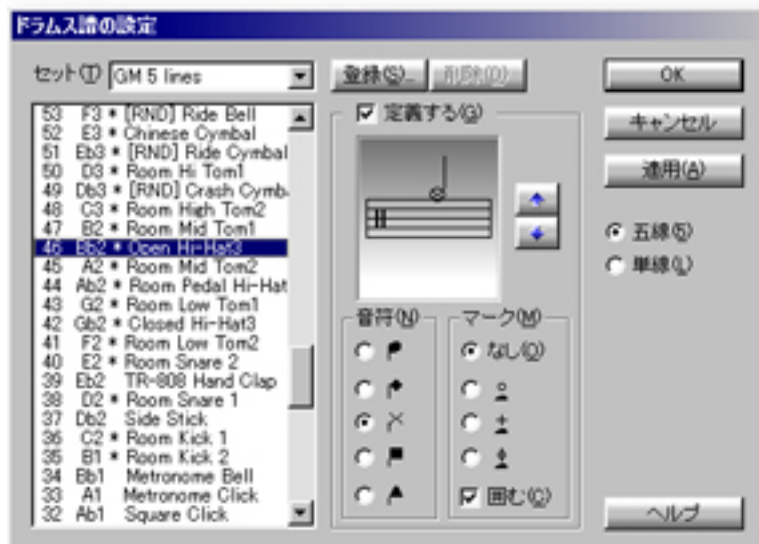 ドラムス譜の設定
セット(T) GM 5 lines
登録(S)... 削除(D)
OK
キャンセル
適用(A)
53 F3 * [RND] Ride Bell
52 E3 * Chinese Cymbal
51 Eb3 * [RND] Ride Cymbal
50 D3 * Room Hi Tom1
49 Db3 * [RND] Crash Cymb
48 C3 * Room High Tom2
47 B2 * Room Mid Tom1
46 Bb2 * Open Hi-Hat3
45 A2 * Room Mid Tom2
44 Ab2 * Room Pedal Hi-Hat
43 G2 * Room Low Tom1
42 Gb2 * Closed Hi-Hat3
41 F2 * Room Low Tom2
40 E2 * Room Snare 2
39 Eb2 TR-808 Hand Clap
38 D2 * Room Snare 1
37 Db2 Side Stick
36 C2 * Room Kick 1
35 B1 * Room Kick 2
34 Bb1 Metronome Bell
33 A1 Metronome Click
32 Ab1 Square Click
定義する(G)
音符(N)
マーク(M)
なし(O)
囲む(C)
五線(5)
単線(L)
ヘルプ